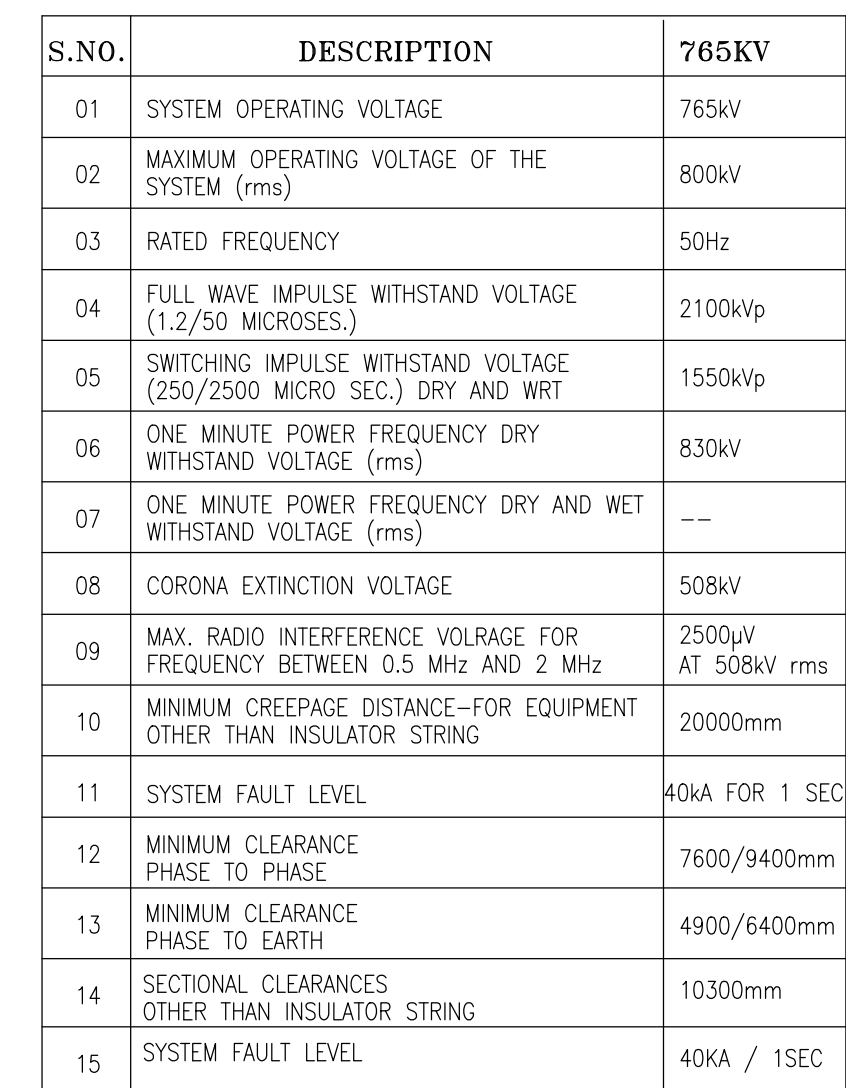 S.NO. DESCRIPTION 765KV
01 SYSTEM OPERATING VOLTAGE 765kV
02 MAXIMUM OPERATING VOLTAGE OF THE
SYSTEM (rms) 800kV
03 RATED FREQUENCY 50Hz
04 FULL WAVE IMPULSE WITHSTAND VOLTAGE
(1.2/50 MICROSES.) 2100kVp
05 SWITCHING IMPULSE WITHSTAND VOLTAGE
(250/2500 MICRO SEC.) DRY AND WRT 1550kVp
06 ONE MINUTE POWER FREQUENCY DRY
WITHSTAND VOLTAGE (rms) 830kV
07 ONE MINUTE POWER FREQUENCY DRY AND WET
WITHSTAND VOLTAGE (rms) --
08 CORONA EXTINCTION VOLTAGE 508kV
09 MAX. RADIO INTERFERENCE VOLRAGE FOR 2500µV
FREQUENCY BETWEEN 0.5 MHz AND 2 MHz AT 508kV rms
10 MINIMUM CREEPAGE DISTANCE-FOR EQUIPMENT
OTHER THAN INSULATOR STRING 20000mm
11 SYSTEM FAULT LEVEL 40kA FOR 1 SEC
12 MINIMUM CLEARANCE
PHASE TO PHASE 7600/9400mm
13 MINIMUM CLEARANCE
PHASE TO EARTH 4900/6400mm
14 SECTIONAL CLEARANCES
OTHER THAN INSULATOR STRING 10300mm
15 SYSTEM FAULT LEVEL 40KA / 1SEC